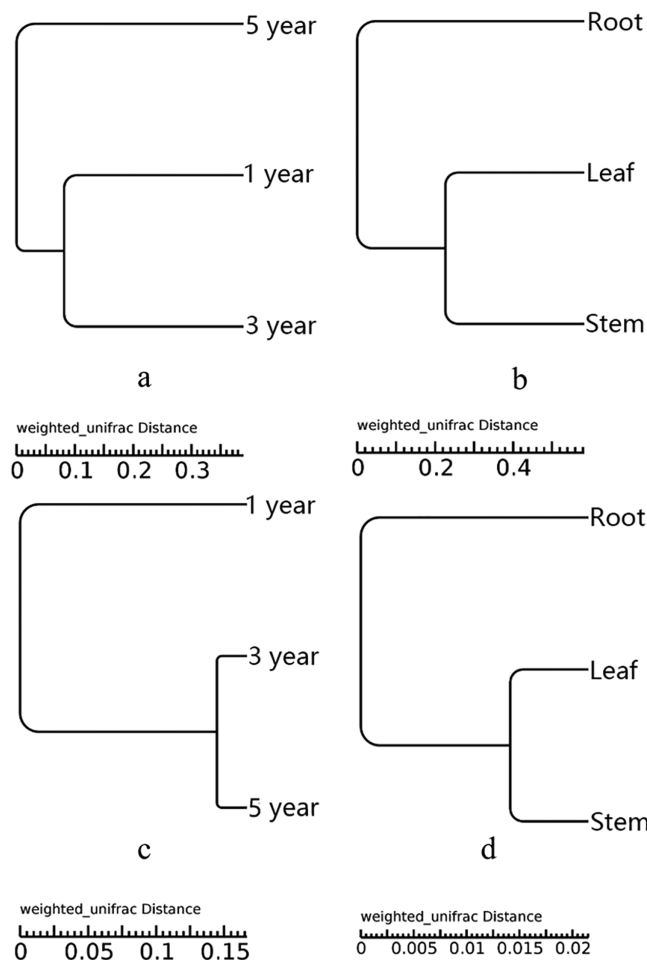 5 year
1 year
3 year
a
weighted_unifrac Distance
0 0.1 0.2 0.3
Root
Leaf
Stem
b
weighted_unifrac Distance
0 0.2 0.4
1 year
3 year
5 year
c
weighted_unifrac Distance
0 0.05 0.1 0.15
Root
Leaf
Stem
d
weighted_unifrac Distance
0 0.005 0.01 0.015 0.02